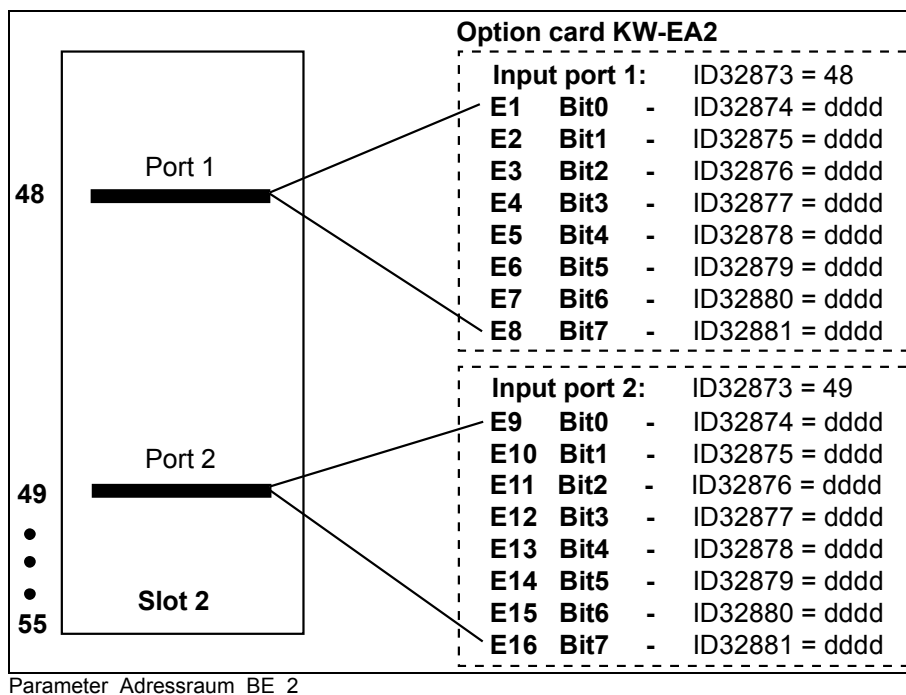 Option card KW-EA2
Input port 1: ID32873 = 48
E1 Bit0 - ID32874 = dddd
E2 Bit1 - ID32875 = dddd
E3 Bit2 - ID32876 = dddd
E4 Bit3 - ID32877 = dddd
E5 Bit4 - ID32878 = dddd
E6 Bit5 - ID32879 = dddd
E7 Bit6 - ID32880 = dddd
E8 Bit7 - ID32881 = dddd
Port 1
48
Input port 2: ID32873 = 49
E9 Bit0 - ID32874 = dddd
E10 Bit1 - ID32875 = dddd
E11 Bit2 - ID32876 = dddd
E12 Bit3 - ID32877 = dddd
E13 Bit4 - ID32878 = dddd
E14 Bit5 - ID32879 = dddd
E15 Bit6 - ID32880 = dddd
E16 Bit7 - ID32881 = dddd
Port 2
49
Slot 2
55
Parameter_Adressraum_BE_2